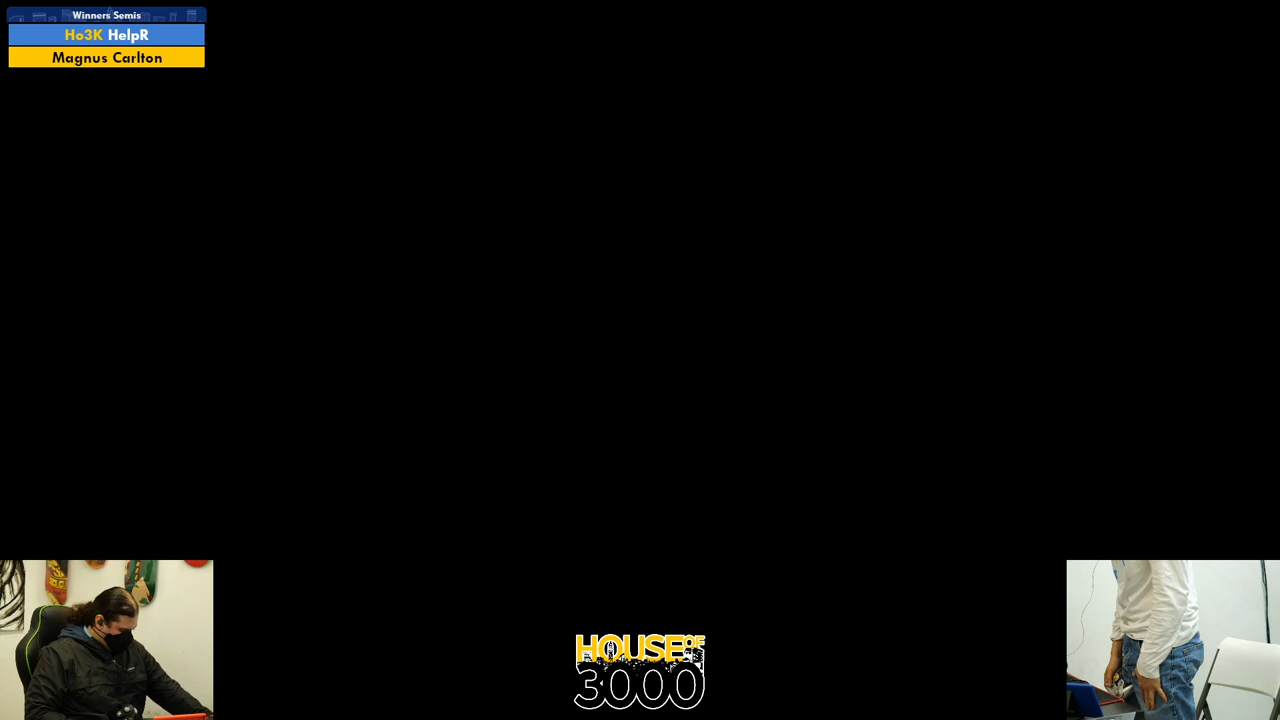 Winners Semis
Ho3K HelpR
Magnus Carlton
HOUSE OF
3000